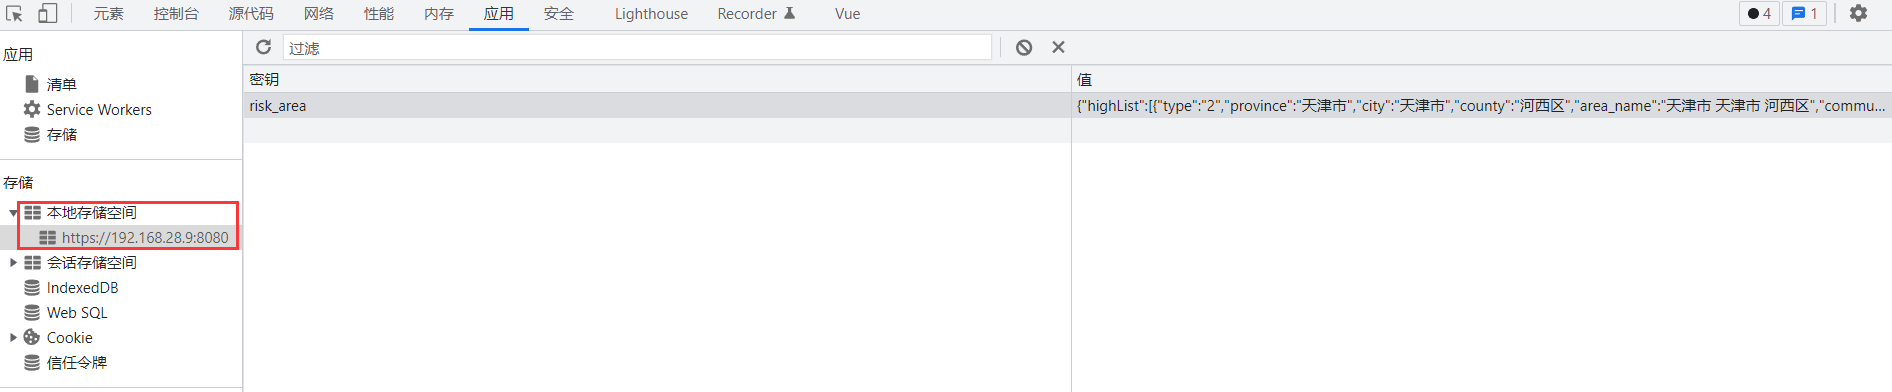 元素 控制台 源代码 网络 性能 内存 应用 安全 Lighthouse Recorder Vue 4 1
应用
过滤
清单
Service Workers
存储
密钥 值
risk_area {"highList":[{"type":"2","province":"天津市","city":"天津市","county":"河西区","area_name":"天津市 天津市 河西区","commu...
存储
本地存储空间
https://192.168.28.9:8080
会话存储空间
IndexedDB
Web SQL
Cookie
信任令牌